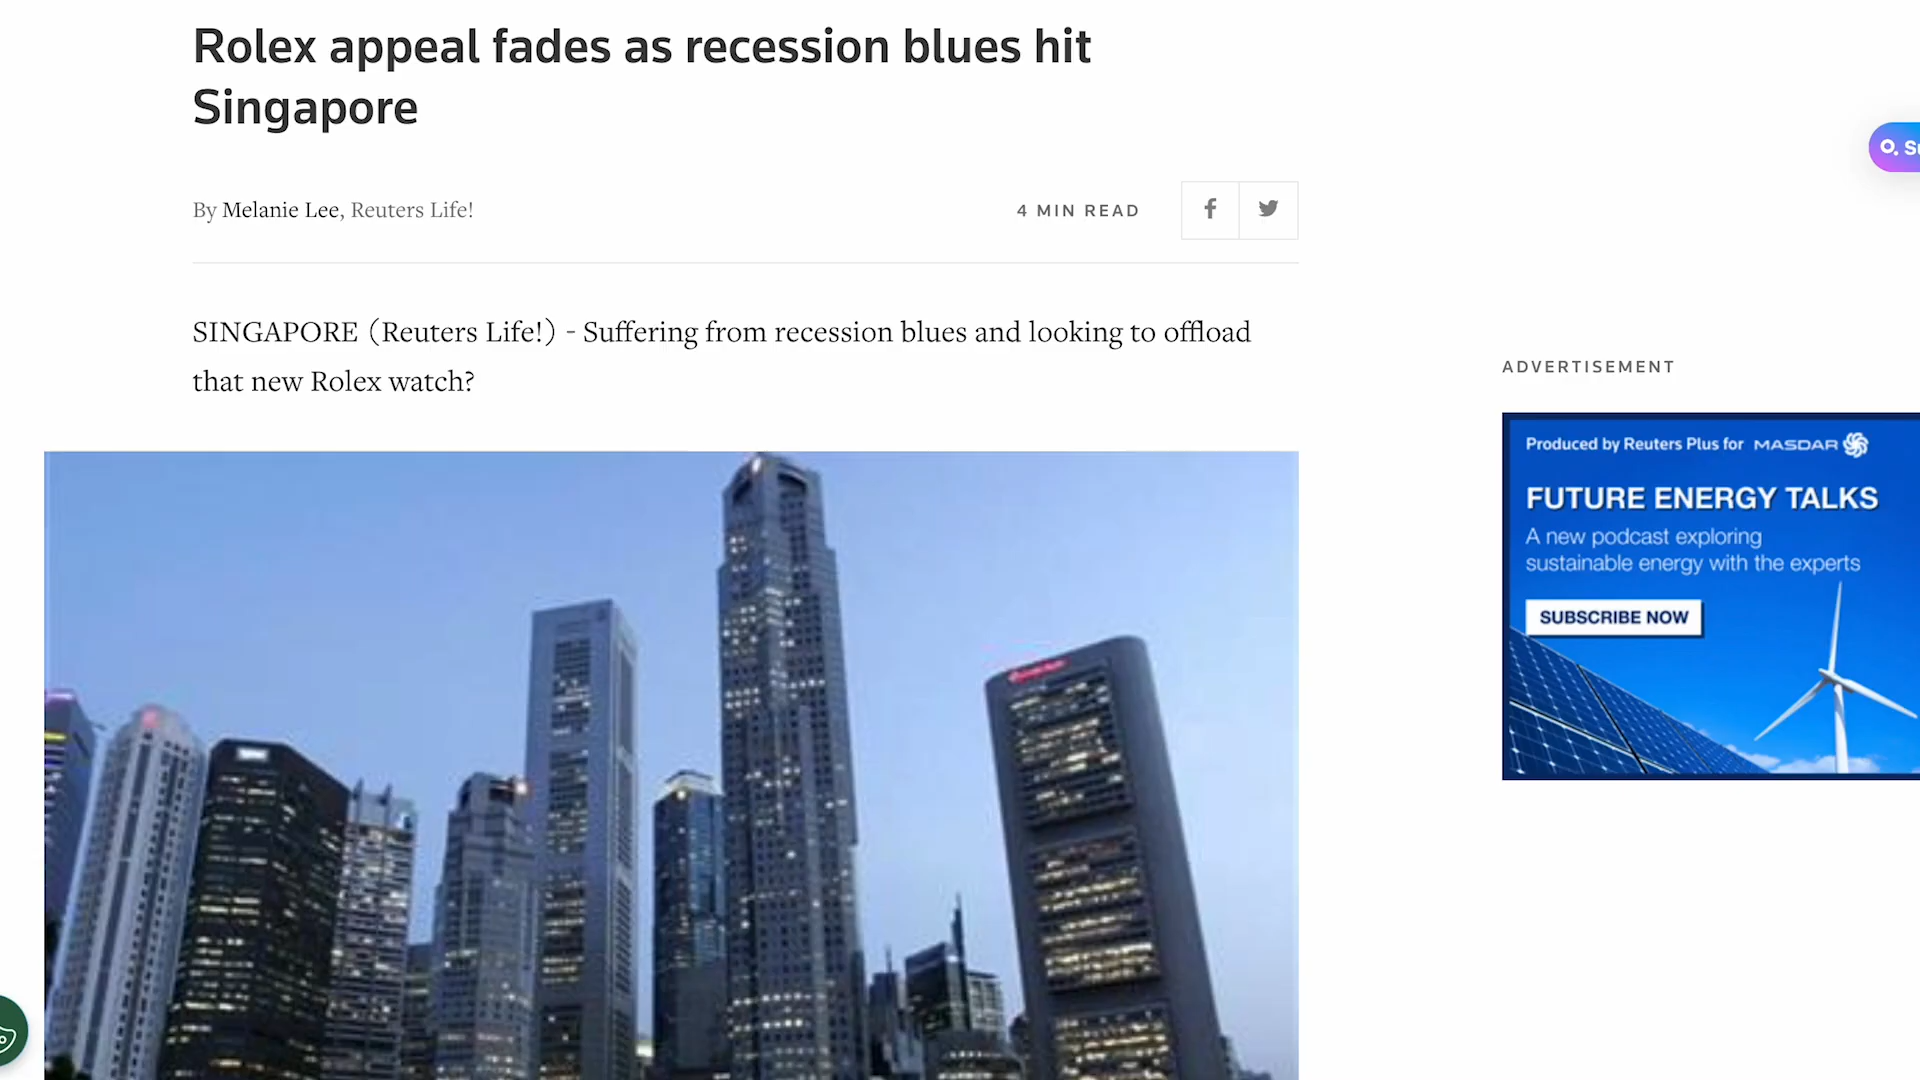 Rolex appeal fades as recession blues hit
Singapore
By Melanie Lee, Reuters Life!
4 MIN READ
SINGAPORE (Reuters Life!) - Suffering from recession blues and looking to offload
that new Rolex watch?
ADVERTISEMENT
Produced by Reuters Plus for MASDAR
FUTURE ENERGY TALKS
A new podcast exploring
sustainable energy with the experts
SUBSCRIBE NOW